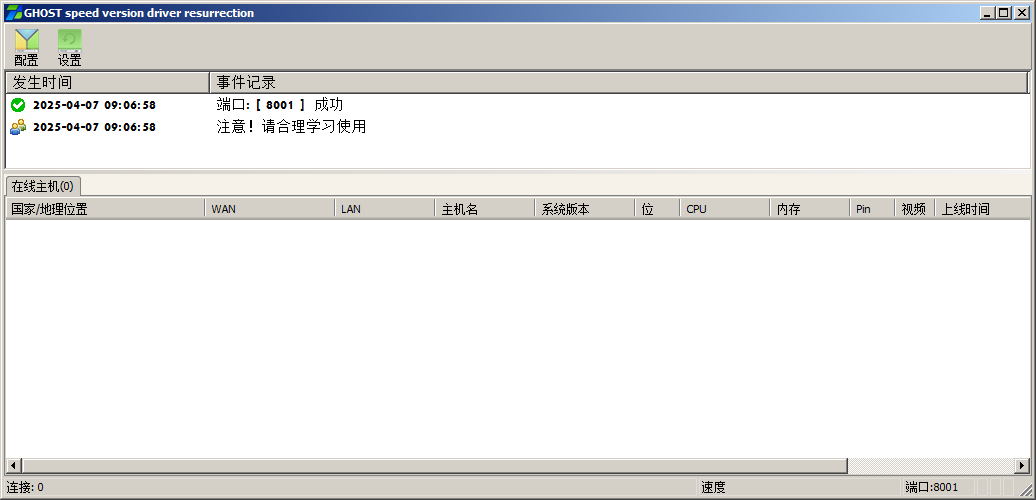 GHOST speed version driver resurrection
配置 设置
发生时间 事件记录
2025-04-07 09:06:58 端口:【 8001 】 成功
2025-04-07 09:06:58 注意！请合理学习使用
在线主机(0)
国家/地理位置 WAN LAN 主机名 系统版本 位 CPU 内存 Pin 视频 上线时间
连接: 0 速度 端口:8001